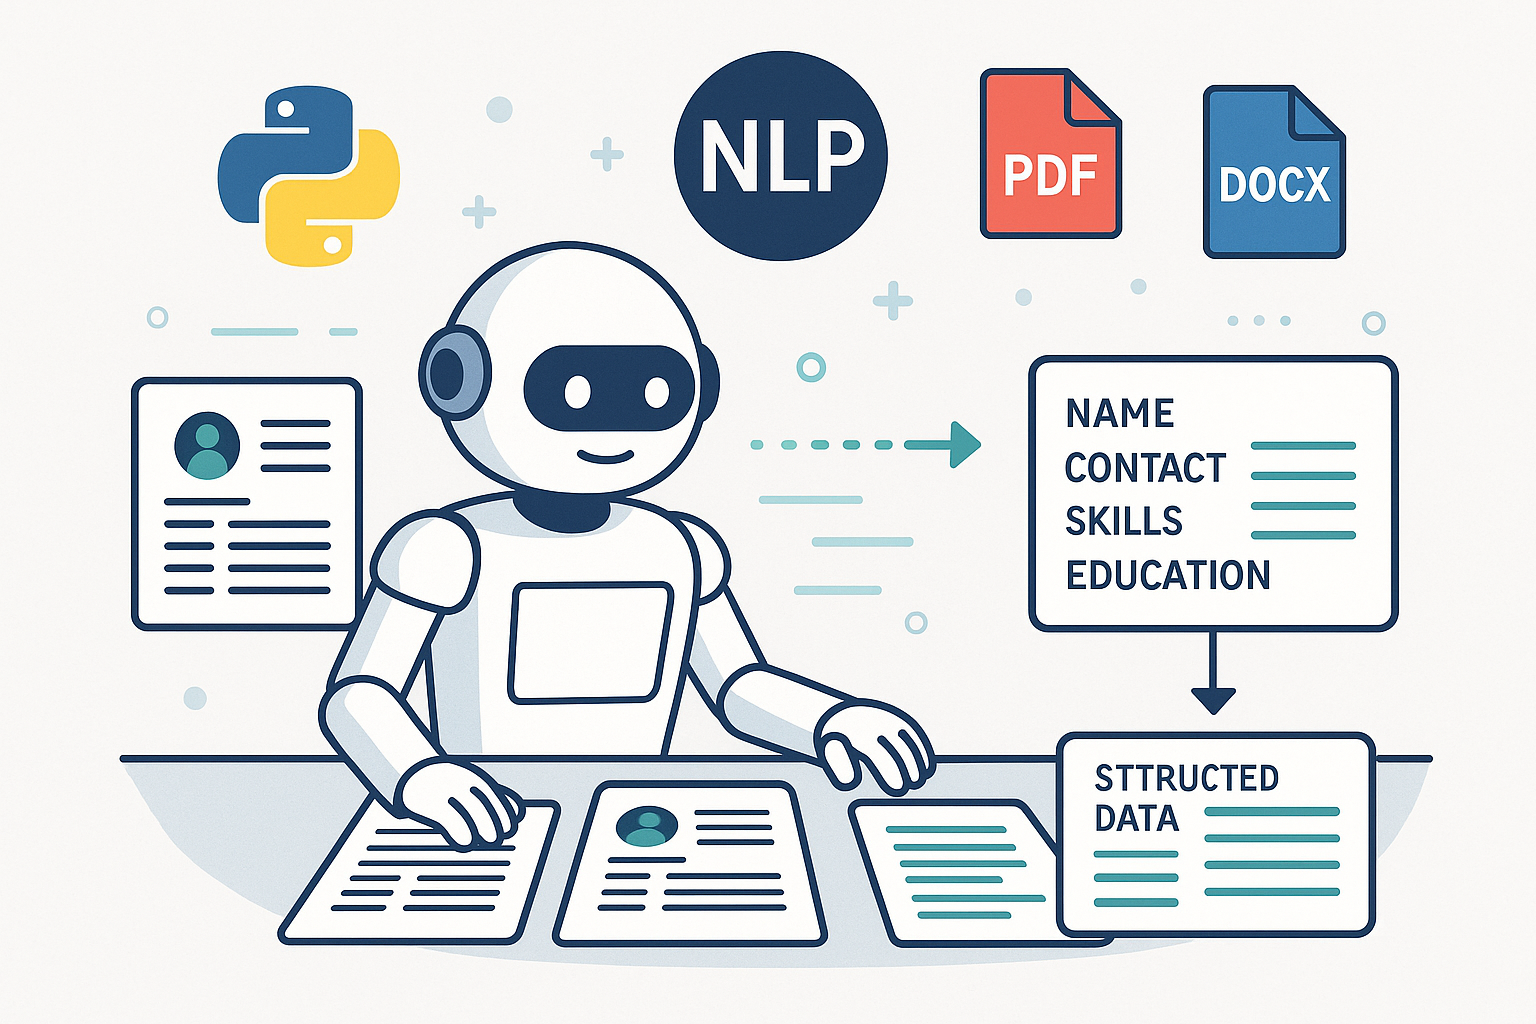 NLP
PDF
DOCX
NAME
CONTACT
SKILLS
EDUCATION
STTRUCTED
DATA